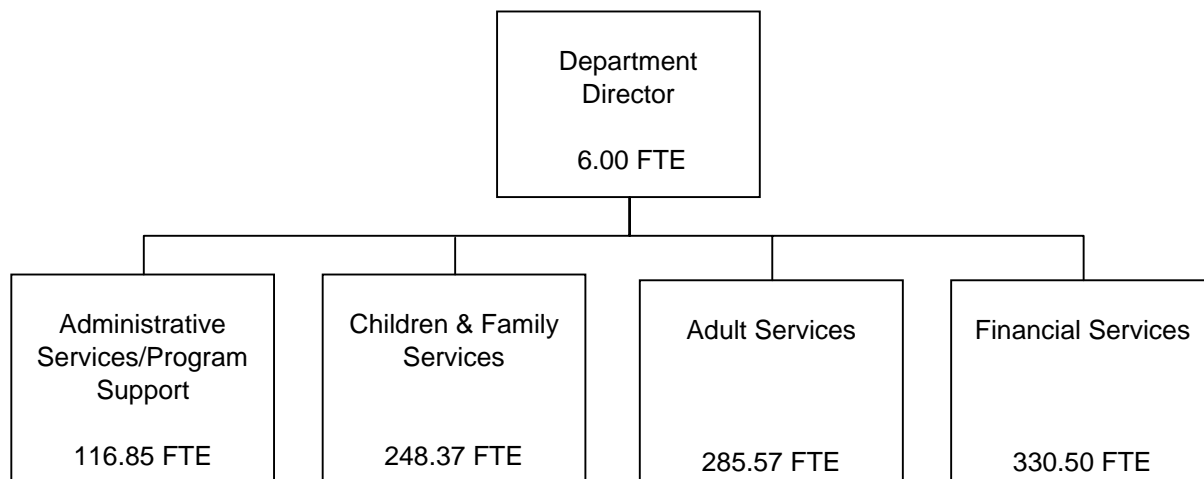 Department
Director
6.00 FTE
Administrative
Services/Program
Support
116.85 FTE
Children & Family
Services
248.37 FTE
Adult Services
285.57 FTE
Financial Services
330.50 FTE